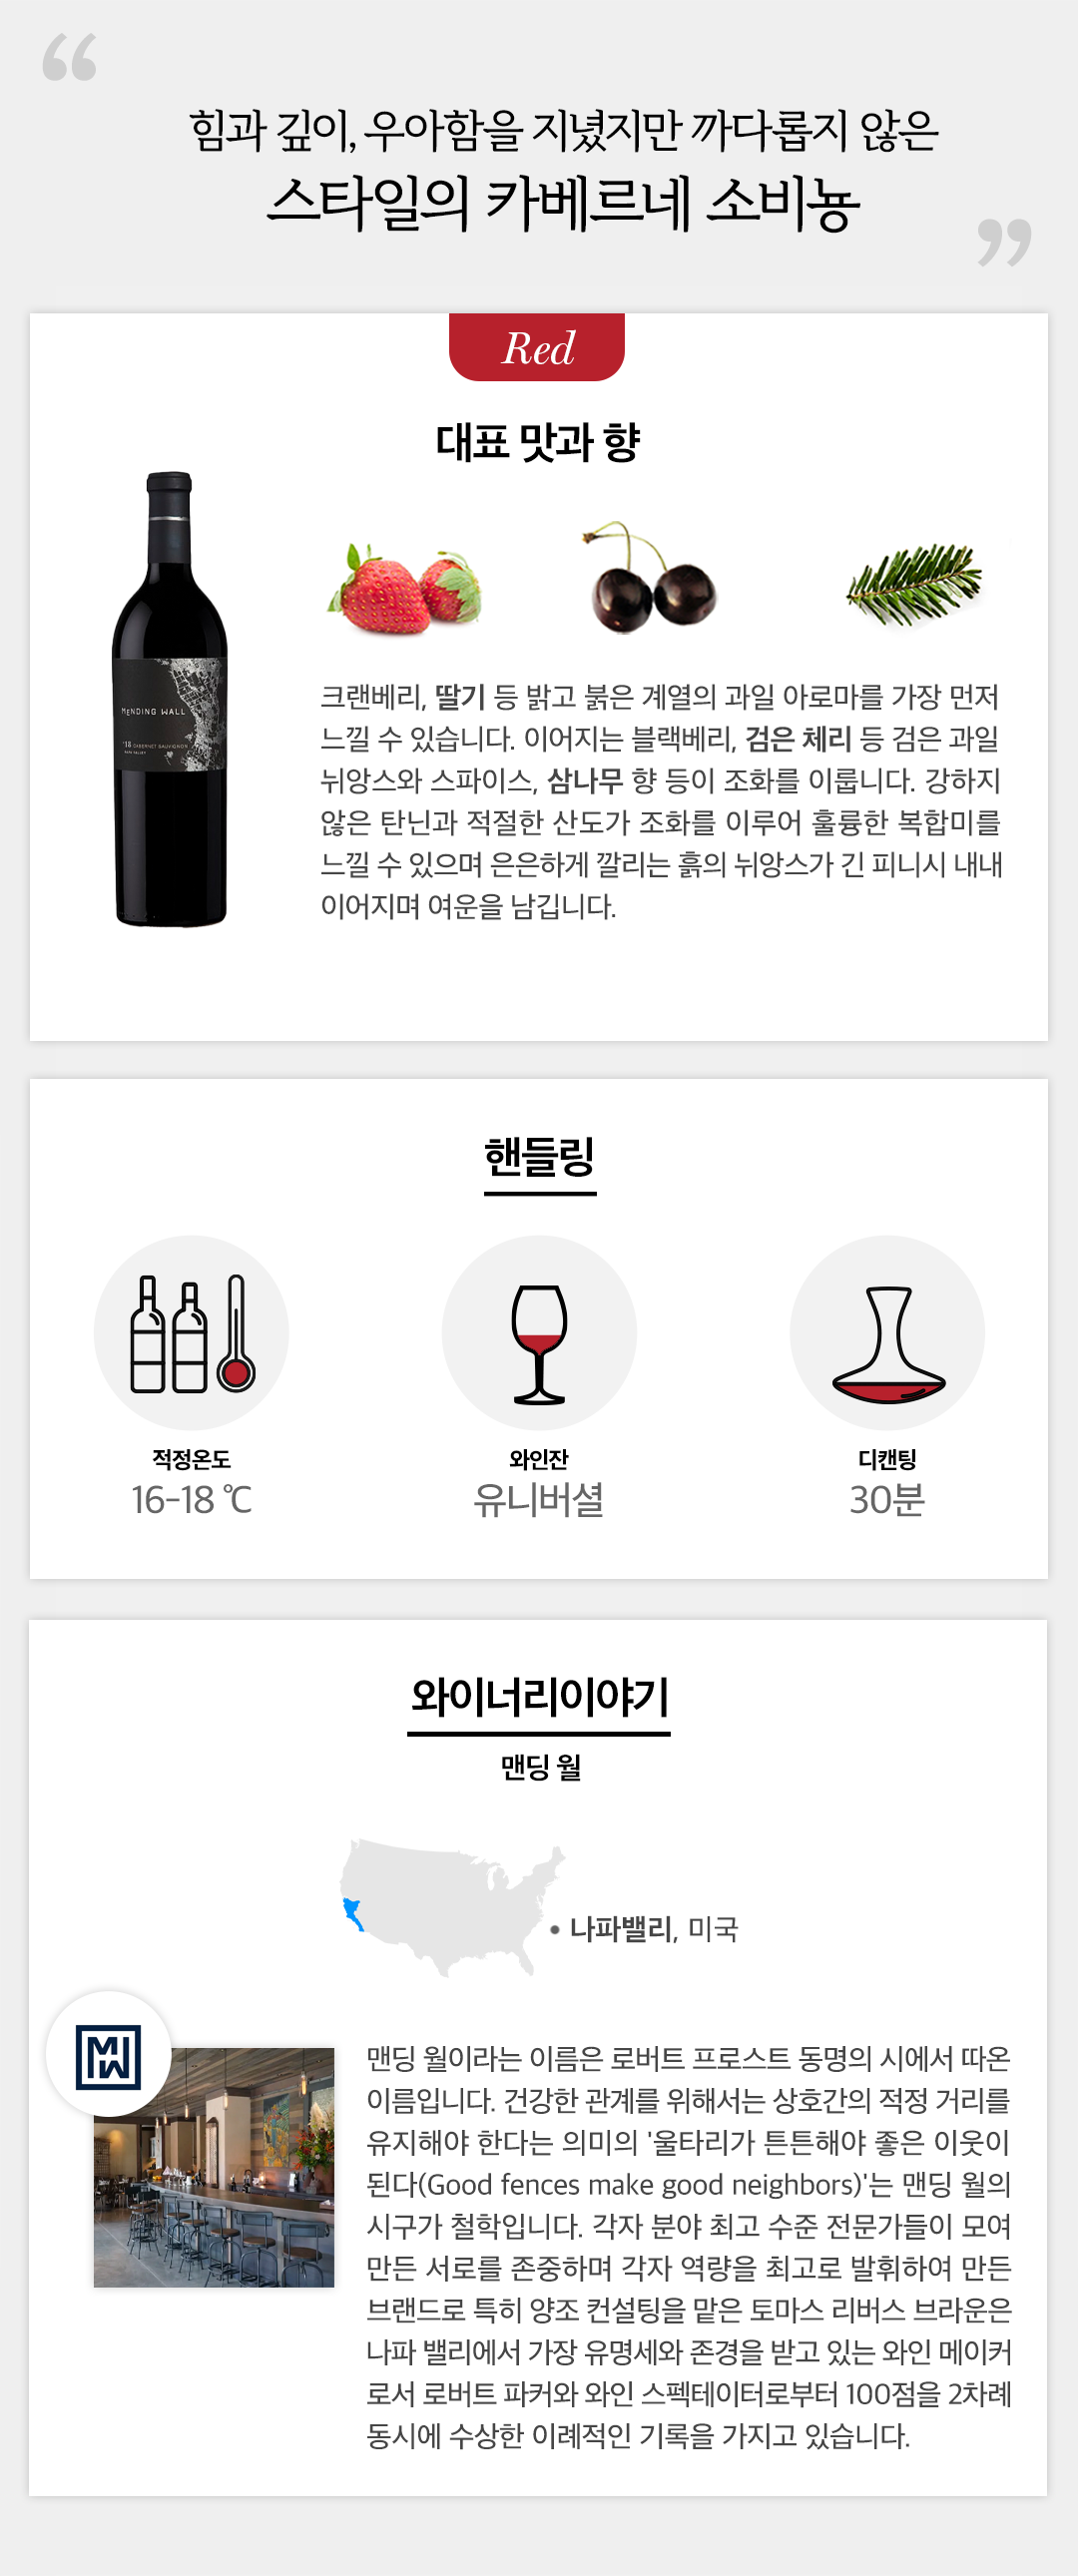 “
힘과 깊이, 우아함을 지녔지만 까다롭지 않은
스타일의 카베르네 소비뇽
”
Red
대표 맛과 향
MENDING WALL
'18 CABERNET SAUVIGNON
NAPA VALLEY
크랜베리, 딸기 등 밝고 붉은 계열의 과일 아로마를 가장 먼저
느낄 수 있습니다. 이어지는 블랙베리, 검은 체리 등 검은 과일
뉘앙스와 스파이스, 삼나무 향 등이 조화를 이룹니다. 강하지
않은 탄닌과 적절한 산도가 조화를 이루어 훌륭한 복합미를
느낄 수 있으며 은은하게 깔리는 흙의 뉘앙스가 긴 피니시 내내
이어지며 여운을 남깁니다.
핸들링
적정온도
16-18 ℃
와인잔
유니버셜
디캔팅
30분
와이너리이야기
맨딩 월
• 나파밸리, 미국
MW
맨딩 월이라는 이름은 로버트 프로스트 동명의 시에서 따온
이름입니다. 건강한 관계를 위해서는 상호간의 적정 거리를
유지해야 한다는 의미의 '울타리가 튼튼해야 좋은 이웃이
된다(Good fences make good neighbors)'는 맨딩 월의
시구가 철학입니다. 각자 분야 최고 수준 전문가들이 모여
만든 서로를 존중하며 각자 역량을 최고로 발휘하여 만든
브랜드로 특히 양조 컨설팅을 맡은 토마스 리버스 브라운은
나파 밸리에서 가장 유명세와 존경을 받고 있는 와인 메이커
로서 로버트 파커와 와인 스펙테이터로부터 100점을 2차례
동시에 수상한 이례적인 기록을 가지고 있습니다.